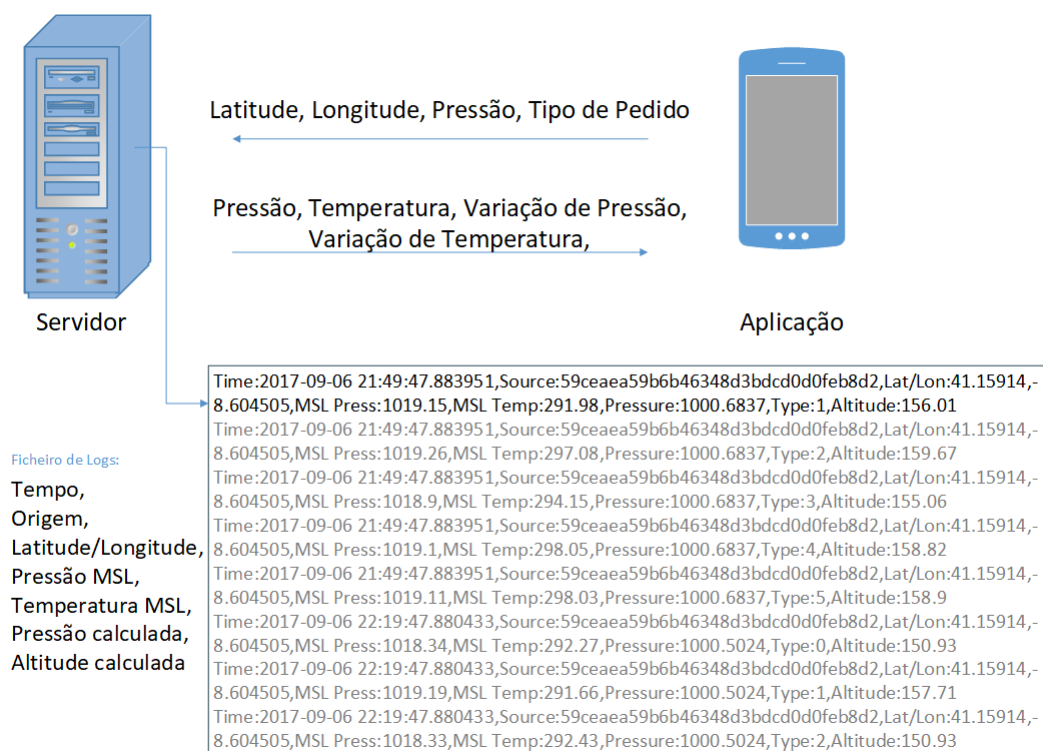 Latitude, Longitude, Pressão, Tipo de Pedido
Pressão, Temperatura, Variação de Pressão,
Variação de Temperatura,
Servidor
Aplicação
Ficheiro de Logs:
Tempo,
Origem,
Latitude/Longitude,
Pressão MSL,
Temperatura MSL,
Pressão calculada,
Altitude calculada
Time:2017-09-06 21:49:47.883951,Source:59ceaea59b6b46348d3bdcd0d0feb8d2,Lat/Lon:41.15914,-
8.604505,MSL Press:1019.15,MSL Temp:291.98,Pressure:1000.6837,Type:1,Altitude:156.01
Time:2017-09-06 21:49:47.883951,Source:59ceaea59b6b46348d3bdcd0d0feb8d2,Lat/Lon:41.15914,-
8.604505,MSL Press:1019.26,MSL Temp:297.08,Pressure:1000.6837,Type:2,Altitude:159.67
Time:2017-09-06 21:49:47.883951,Source:59ceaea59b6b46348d3bdcd0d0feb8d2,Lat/Lon:41.15914,-
8.604505,MSL Press:1018.9,MSL Temp:294.15,Pressure:1000.6837,Type:3,Altitude:155.06
Time:2017-09-06 21:49:47.883951,Source:59ceaea59b6b46348d3bdcd0d0feb8d2,Lat/Lon:41.15914,-
8.604505,MSL Press:1019.1,MSL Temp:298.05,Pressure:1000.6837,Type:4,Altitude:158.82
Time:2017-09-06 21:49:47.883951,Source:59ceaea59b6b46348d3bdcd0d0feb8d2,Lat/Lon:41.15914,-
8.604505,MSL Press:1019.11,MSL Temp:298.03,Pressure:1000.6837,Type:5,Altitude:158.9
Time:2017-09-06 22:19:47.880433,Source:59ceaea59b6b46348d3bdcd0d0feb8d2,Lat/Lon:41.15914,-
8.604505,MSL Press:1018.34,MSL Temp:292.27,Pressure:1000.5024,Type:0,Altitude:150.93
Time:2017-09-06 22:19:47.880433,Source:59ceaea59b6b46348d3bdcd0d0feb8d2,Lat/Lon:41.15914,-
8.604505,MSL Press:1019.19,MSL Temp:291.66,Pressure:1000.5024,Type:1,Altitude:157.71
Time:2017-09-06 22:19:47.880433,Source:59ceaea59b6b46348d3bdcd0d0feb8d2,Lat/Lon:41.15914,-
8.604505,MSL Press:1018.33,MSL Temp:292.43,Pressure:1000.5024,Type:2,Altitude:150.93